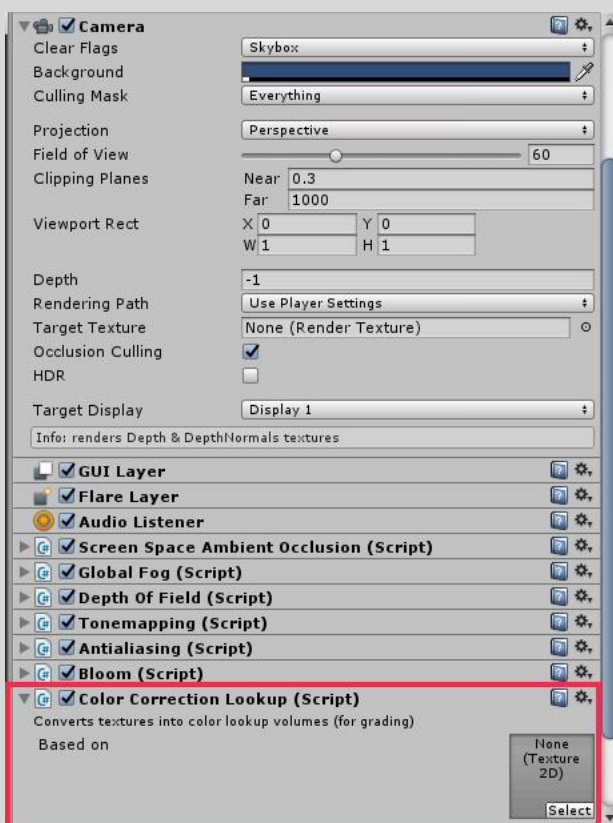 Camera
Clear Flags Skybox
Background
Culling Mask Everything
Projection Perspective
Field of View 60
Clipping Planes Near 0.3
Far 1000
Viewport Rect X 0 Y 0
W 1 H 1
Depth -1
Rendering Path Use Player Settings
Target Texture None (Render Texture)
Occlusion Culling
HDR
Target Display Display 1
Info: renders Depth & DepthNormals textures
GUI Layer
Flare Layer
Audio Listener
Screen Space Ambient Occlusion (Script)
Global Fog (Script)
Depth Of Field (Script)
Tonemapping (Script)
Antialiasing (Script)
Bloom (Script)
Color Correction Lookup (Script)
Converts textures into color lookup volumes (for grading)
Based on None
(Texture
2D)
Select